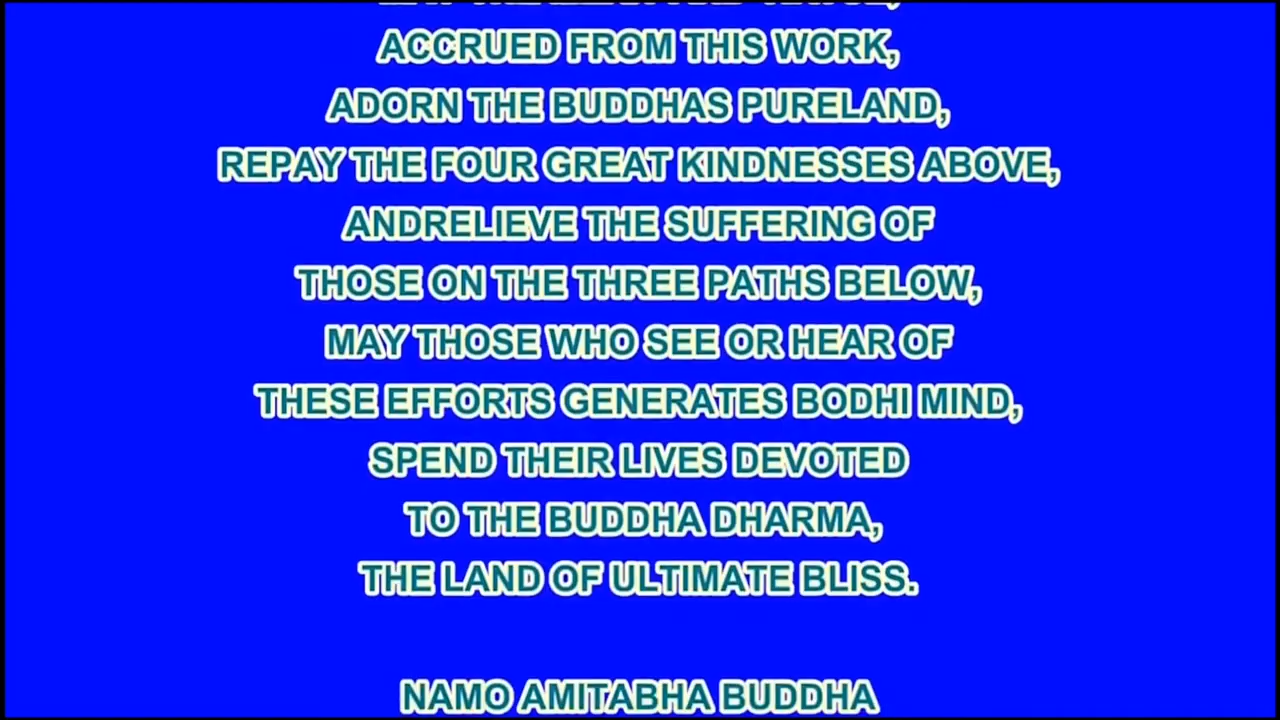 ACCRUED FROM THIS WORK,
ADORN THE BUDDHAS PURELAND,
REPAY THE FOUR GREAT KINDNESSES ABOVE,
ANDRELIEVE THE SUFFERING OF
THOSE ON THE THREE PATHS BELOW,
MAY THOSE WHO SEE OR HEAR OF
THESE EFFORTS GENERATES BODHI MIND,
SPEND THEIR LIVES DEVOTED
TO THE BUDDHA DHARMA,
THE LAND OF ULTIMATE BLISS.
NAMO AMITABHA BUDDHA